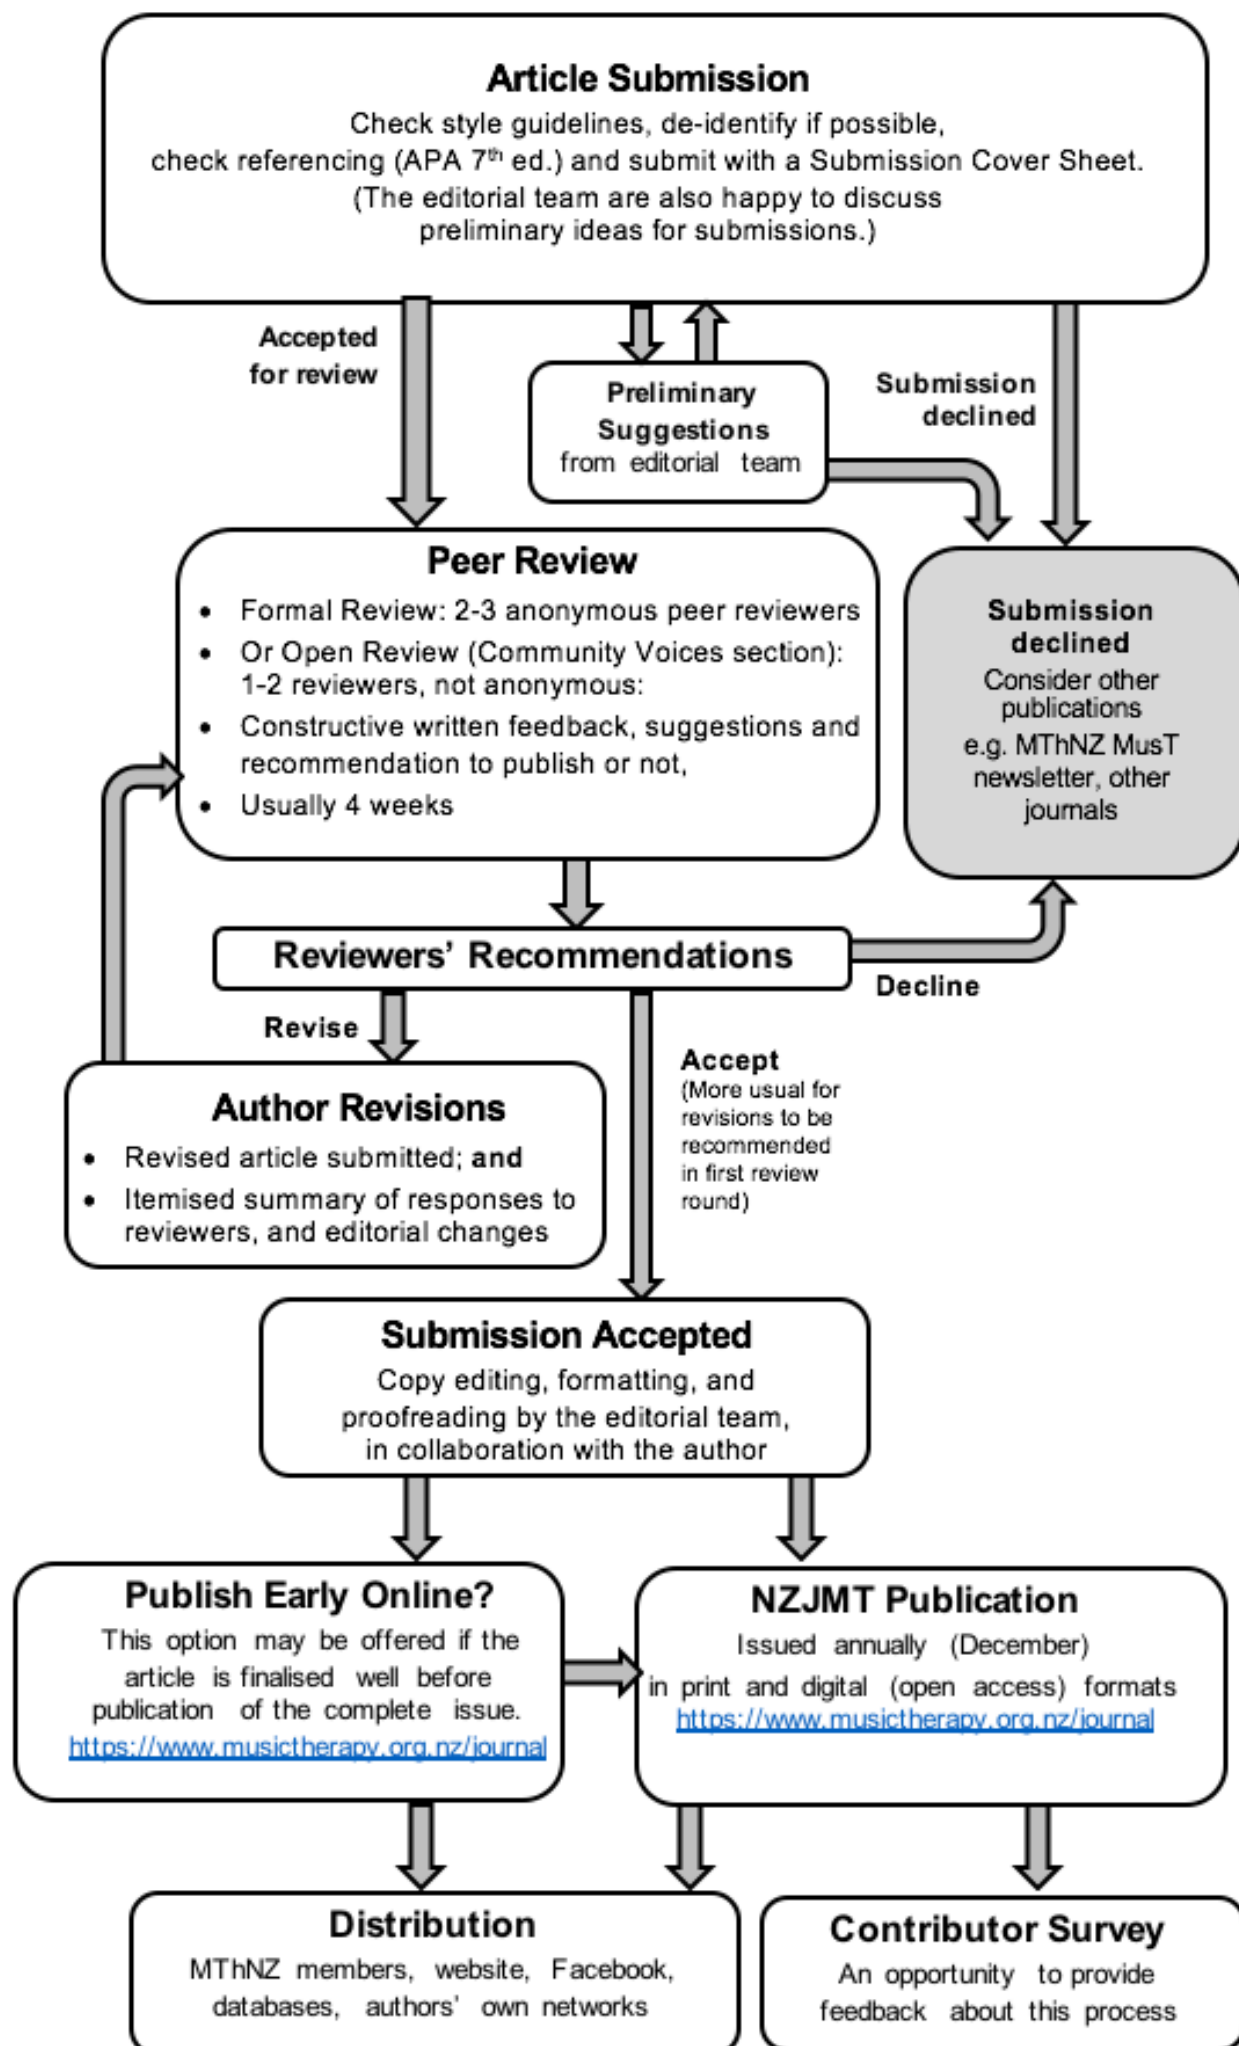 Article Submission
Check style guidelines, de-identify if possible,
check referencing (APA 7th ed.) and submit with a Submission Cover Sheet.
(The editorial team are also happy to discuss
preliminary ideas for submissions.)
Accepted
for review
Preliminary
Suggestions
from editorial team
Submission
declined
Peer Review
• Formal Review: 2-3 anonymous peer reviewers
• Or Open Review (Community Voices section):
1-2 reviewers, not anonymous:
• Constructive written feedback, suggestions and
recommendation to publish or not,
• Usually 4 weeks
Submission
declined
Consider other
publications
e.g. MThNZ MusT
newsletter, other
journals
Reviewers' Recommendations
Decline
Revise
Accept
(More usual for
revisions to be
recommended
in first review
round)
Author Revisions
• Revised article submitted; and
• Itemised summary of responses to
reviewers, and editorial changes
Submission Accepted
Copy editing, formatting, and
proofreading by the editorial team,
in collaboration with the author
Publish Early Online?
This option may be offered if the
article is finalised well before
publication of the complete issue.
https://www.musictherapy.org.nz/journal
NZJMT Publication
Issued annually (December)
in print and digital (open access) formats
https://www.musictherapy.org.nz/journal
Distribution
MThNZ members, website, Facebook,
databases, authors' own networks
Contributor Survey
An opportunity to provide
feedback about this process